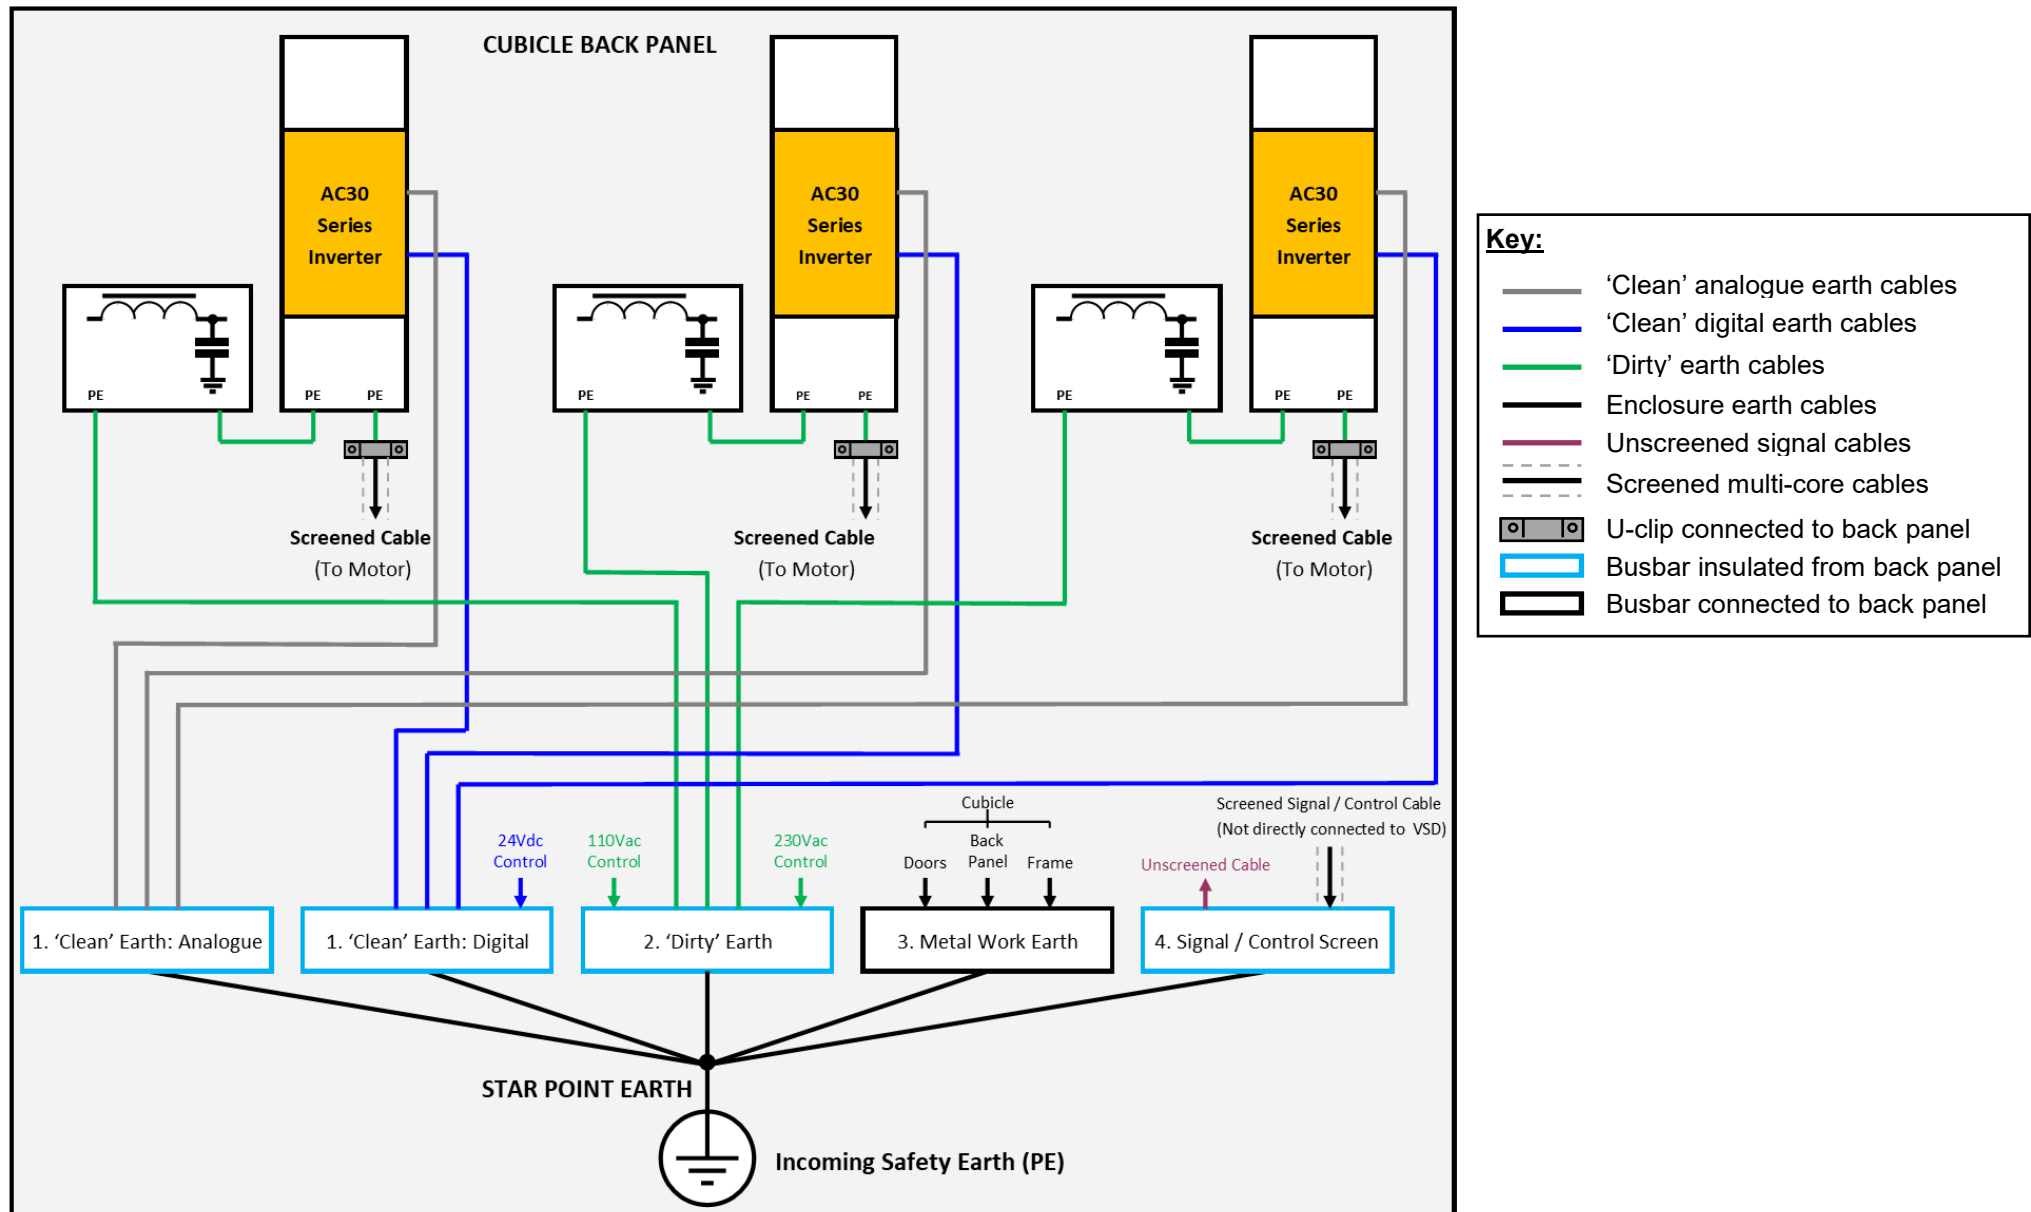 CUBICLE BACK PANEL
AC30
Series
Inverter
AC30
Series
Inverter
AC30
Series
Inverter
PE
PE
PE
PE
PE
PE
PE
PE
PE
Screened Cable
(To Motor)
Screened Cable
(To Motor)
Screened Cable
(To Motor)
Key:
‘Clean’ analogue earth cables
‘Clean’ digital earth cables
‘Dirty’ earth cables
Enclosure earth cables
Unscreened signal cables
Screened multi-core cables
U-clip connected to back panel
Busbar insulated from back panel
Busbar connected to back panel
24Vdc
Control
110Vac
Control
230Vac
Control
Cubicle
Doors
Back
Panel
Frame
Screened Signal / Control Cable
(Not directly connected to VSD)
Unscreened Cable
1. ‘Clean’ Earth: Analogue
1. ‘Clean’ Earth: Digital
2. ‘Dirty’ Earth
3. Metal Work Earth
4. Signal / Control Screen
STAR POINT EARTH
Incoming Safety Earth (PE)